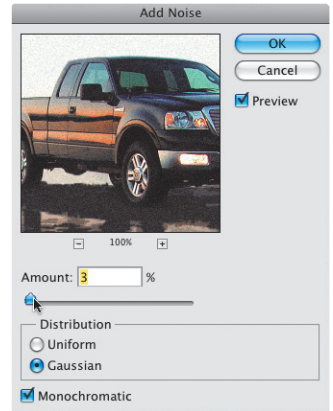 Add Noise
OK
Cancel
Preview
100%
Amount: 3 %
Distribution
Uniform
Gaussian
Monochromatic